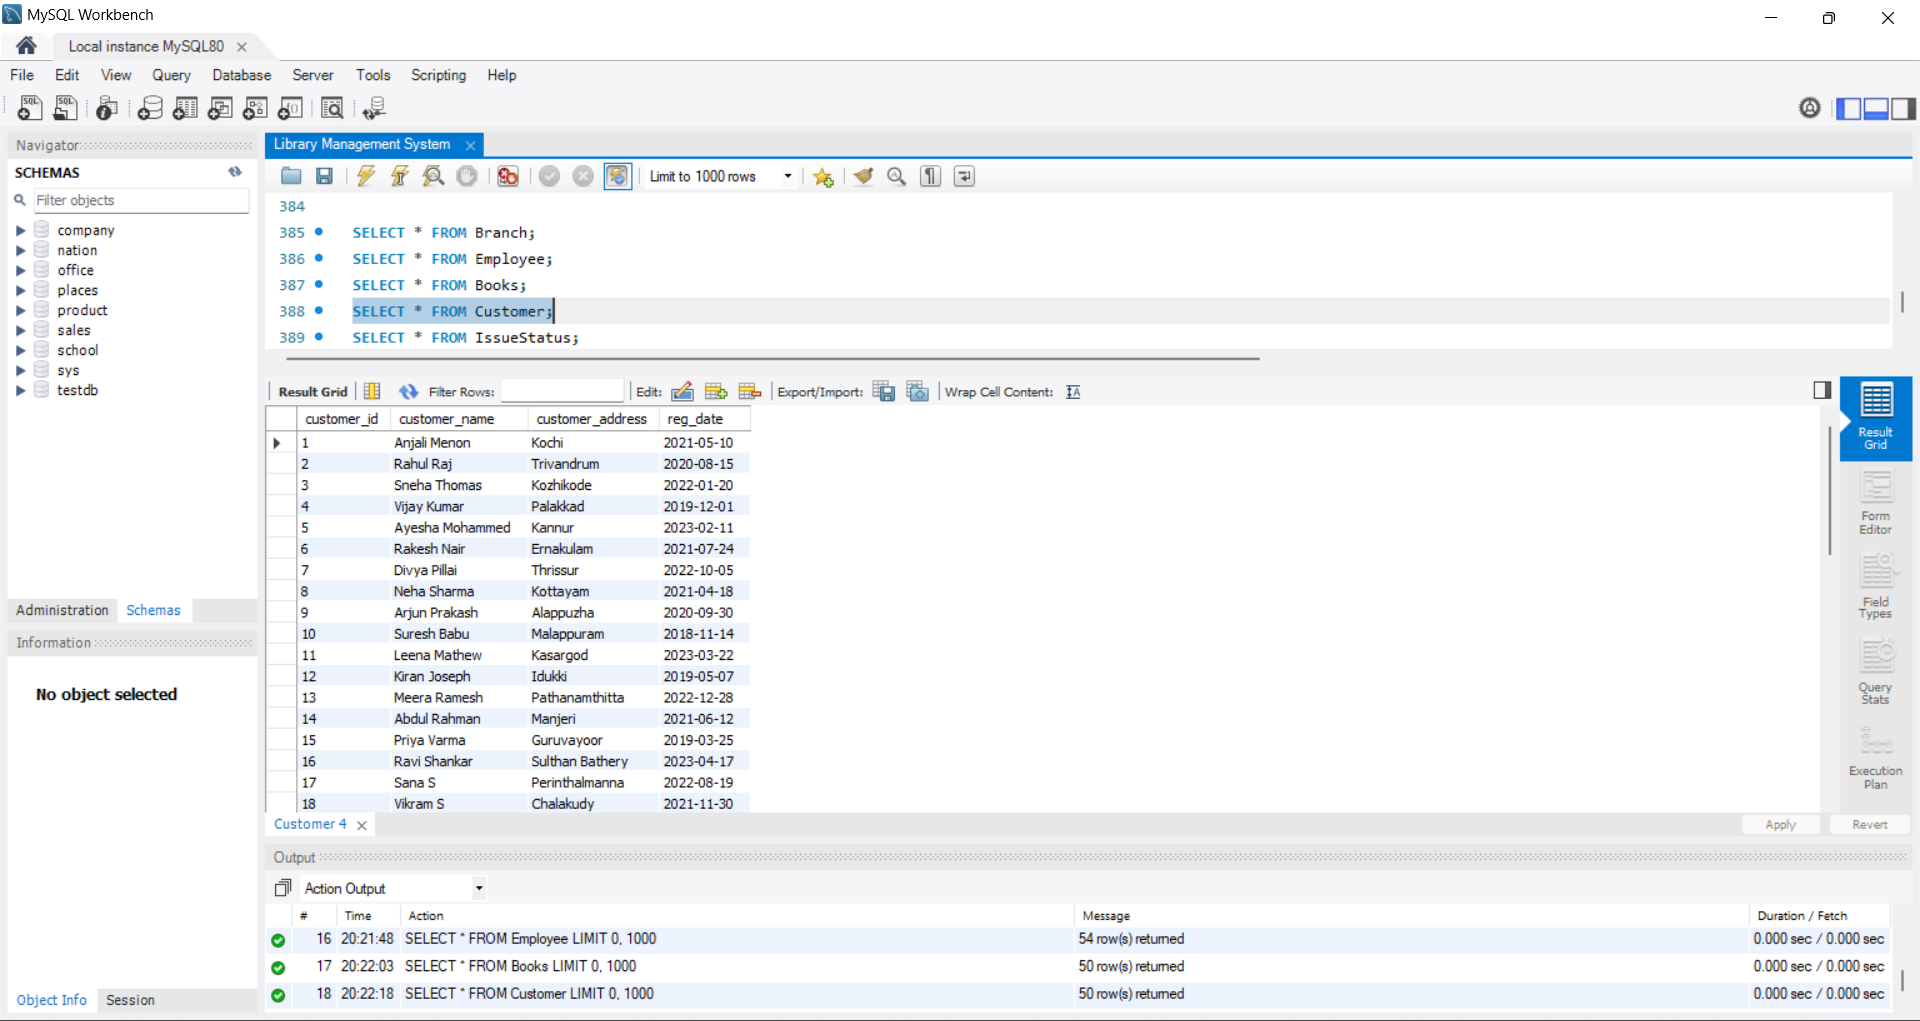 MySQL Workbench
Local instance MySQL80
File Edit View Query Database Server Tools Scripting Help
Navigator
SCHEMAS
Filter objects
company
nation
office
places
product
sales
school
sys
testdb
Administration Schemas
Information
No object selected
Object Info Session
Library Management System
Limit to 1000 rows
384
385 SELECT * FROM Branch;
386 SELECT * FROM Employee;
387 SELECT * FROM Books;
388 SELECT * FROM Customer;
389 SELECT * FROM IssueStatus;
Result Grid Filter Rows: Edit: Export/Import: Wrap Cell Content:
customer_id customer_name customer_address reg_date
1 Anjali Menon Kochi 2021-05-10
2 Rahul Raj Trivandrum 2020-08-15
3 Sneha Thomas Kozhikode 2022-01-20
4 Vijay Kumar Palakkad 2019-12-01
5 Ayesha Mohammed Kannur 2023-02-11
6 Rakesh Nair Ernakulam 2021-07-24
7 Divya Pillai Thrissur 2022-10-05
8 Neha Sharma Kottayam 2021-04-18
9 Arjun Prakash Alappuzha 2020-09-30
10 Suresh Babu Malappuram 2018-11-14
11 Leena Mathew Kasargod 2023-03-22
12 Kiran Joseph Idukki 2019-05-07
13 Meera Ramesh Pathanamthitta 2022-12-28
14 Abdul Rahman Manjeri 2021-06-12
15 Priya Varma Guruvayoor 2019-03-25
16 Ravi Shankar Sulthan Bathery 2023-04-17
17 Sana S Perinthalmanna 2022-08-19
18 Vikram S Chalakudy 2021-11-30
Result
Grid
Form
Editor
Field
Types
Query
Stats
Execution
Plan
Customer 4
Apply Revert
Output
Action Output
# Time Action Message Duration / Fetch
16 20:21:48 SELECT * FROM Employee LIMIT 0, 1000 54 row(s) returned 0.000 sec / 0.000 sec
17 20:22:03 SELECT * FROM Books LIMIT 0, 1000 50 row(s) returned 0.000 sec / 0.000 sec
18 20:22:18 SELECT * FROM Customer LIMIT 0, 1000 50 row(s) returned 0.000 sec / 0.000 sec